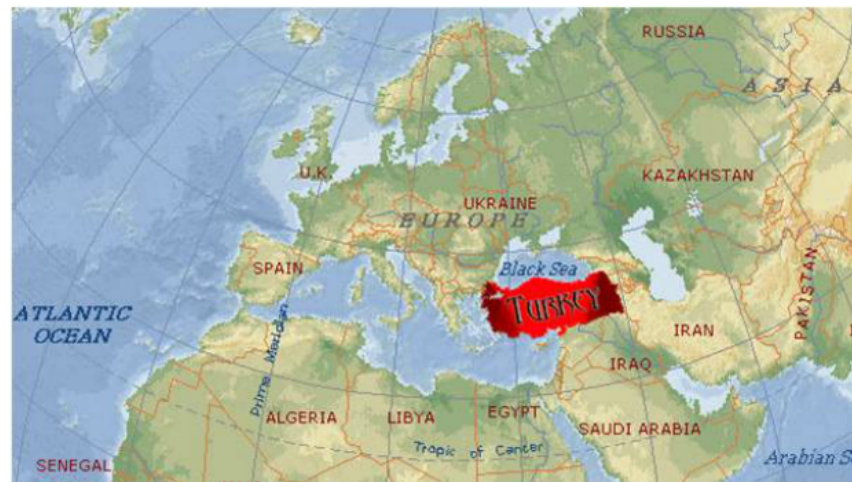 RUSSIA
ASIA
U.K.
KAZAKHSTAN
UKRAINE
EUROPE
PAKISTAN
SPAIN
Black Sea
TURKEY
ATLANTIC
OCEAN
IRAN
Prime Meridian
IRAQ
ALGERIA
LIBYA
EGYPT
SAUDI ARABIA
Tropic of Cancer
SENEGAL
Arabian S